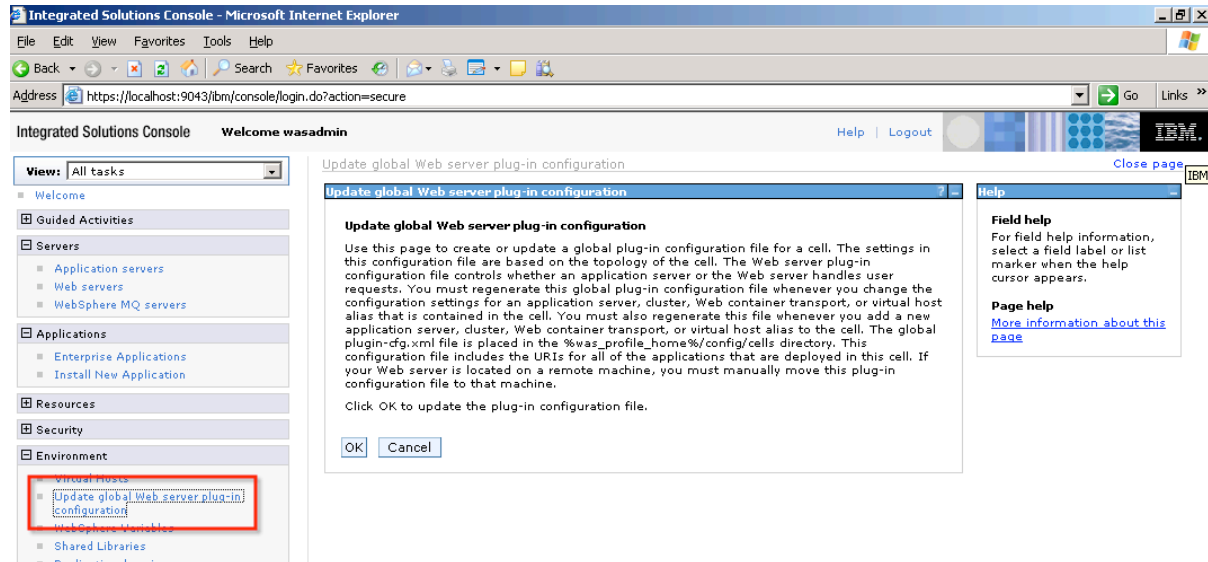 Integrated Solutions Console - Microsoft Internet Explorer
File Edit View Favorites Tools Help
Back Search Favorites
Address https://localhost:9043/ibm/console/login.do?action=secure Go Links »
Integrated Solutions Console Welcome wasadmin Help | Logout IBM.
View: All tasks
Welcome
Guided Activities
Servers
Application servers
Web servers
WebSphere MQ servers
Applications
Enterprise Applications
Install New Application
Resources
Security
Environment
Virtual Hosts
Update global Web server plug-in
configuration
WebSphere Variables
Shared Libraries
Update global Web server plug-in configuration Close page
IBM
Update global Web server plug-in configuration ? -
Update global Web server plug-in configuration
Use this page to create or update a global plug-in configuration file for a cell. The settings in
this configuration file are based on the topology of the cell. The Web server plug-in
configuration file controls whether an application server or the Web server handles user
requests. You must regenerate this global plug-in configuration file whenever you change the
configuration settings for an application server, cluster, Web container transport, or virtual host
alias that is contained in the cell. You must also regenerate this file whenever you add a new
application server, cluster, Web container transport, or virtual host alias to the cell. The global
plugin-cfg.xml file is placed in the %was_profile_home%/config/cells directory. This
configuration file includes the URIs for all of the applications that are deployed in this cell. If
your Web server is located on a remote machine, you must manually move this plug-in
configuration file to that machine.
Click OK to update the plug-in configuration file.
OK Cancel
Help
Field help
For field help information,
select a field label or list
marker when the help
cursor appears.
Page help
More information about this
page